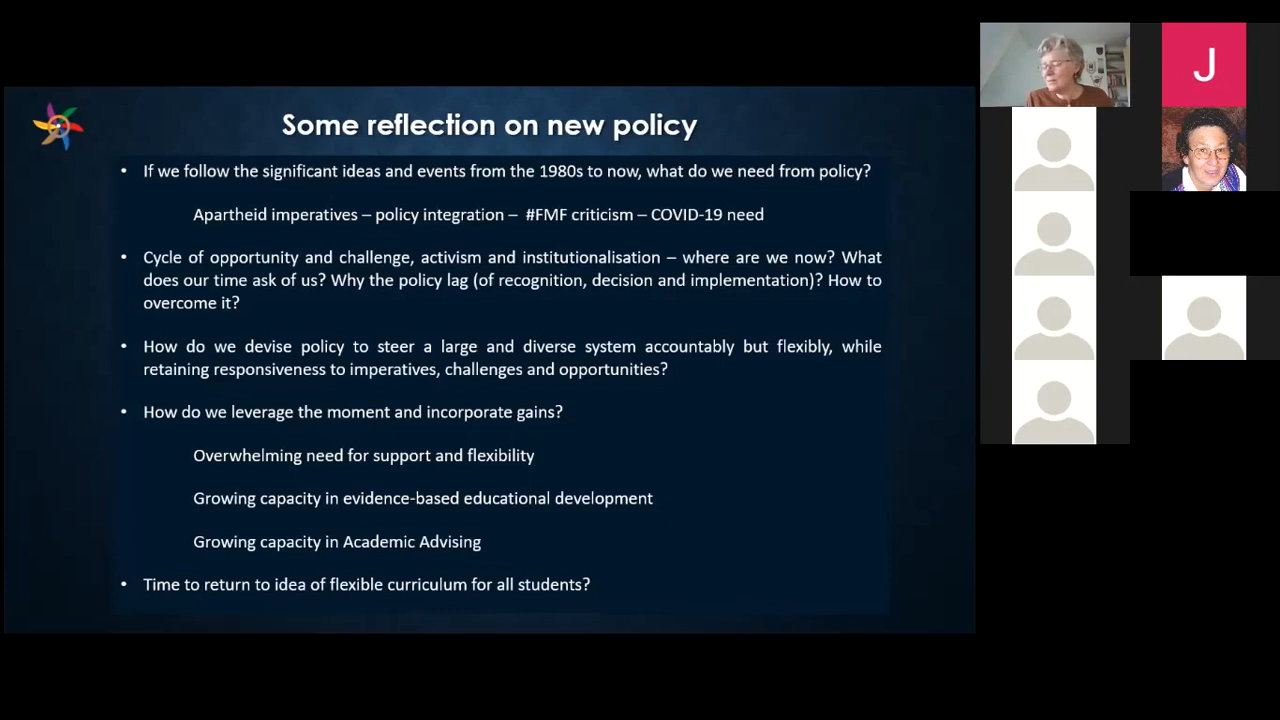 Some reflection on new policy
• If we follow the significant ideas and events from the 1980s to now, what do we need from policy?
Apartheid imperatives – policy integration – #FMF criticism – COVID-19 need
• Cycle of opportunity and challenge, activism and institutionalisation – where are we now? What
does our time ask of us? Why the policy lag (of recognition, decision and implementation)? How to
overcome it?
• How do we devise policy to steer a large and diverse system accountably but flexibly, while
retaining responsiveness to imperatives, challenges and opportunities?
• How do we leverage the moment and incorporate gains?
Overwhelming need for support and flexibility
Growing capacity in evidence-based educational development
Growing capacity in Academic Advising
• Time to return to idea of flexible curriculum for all students?
J